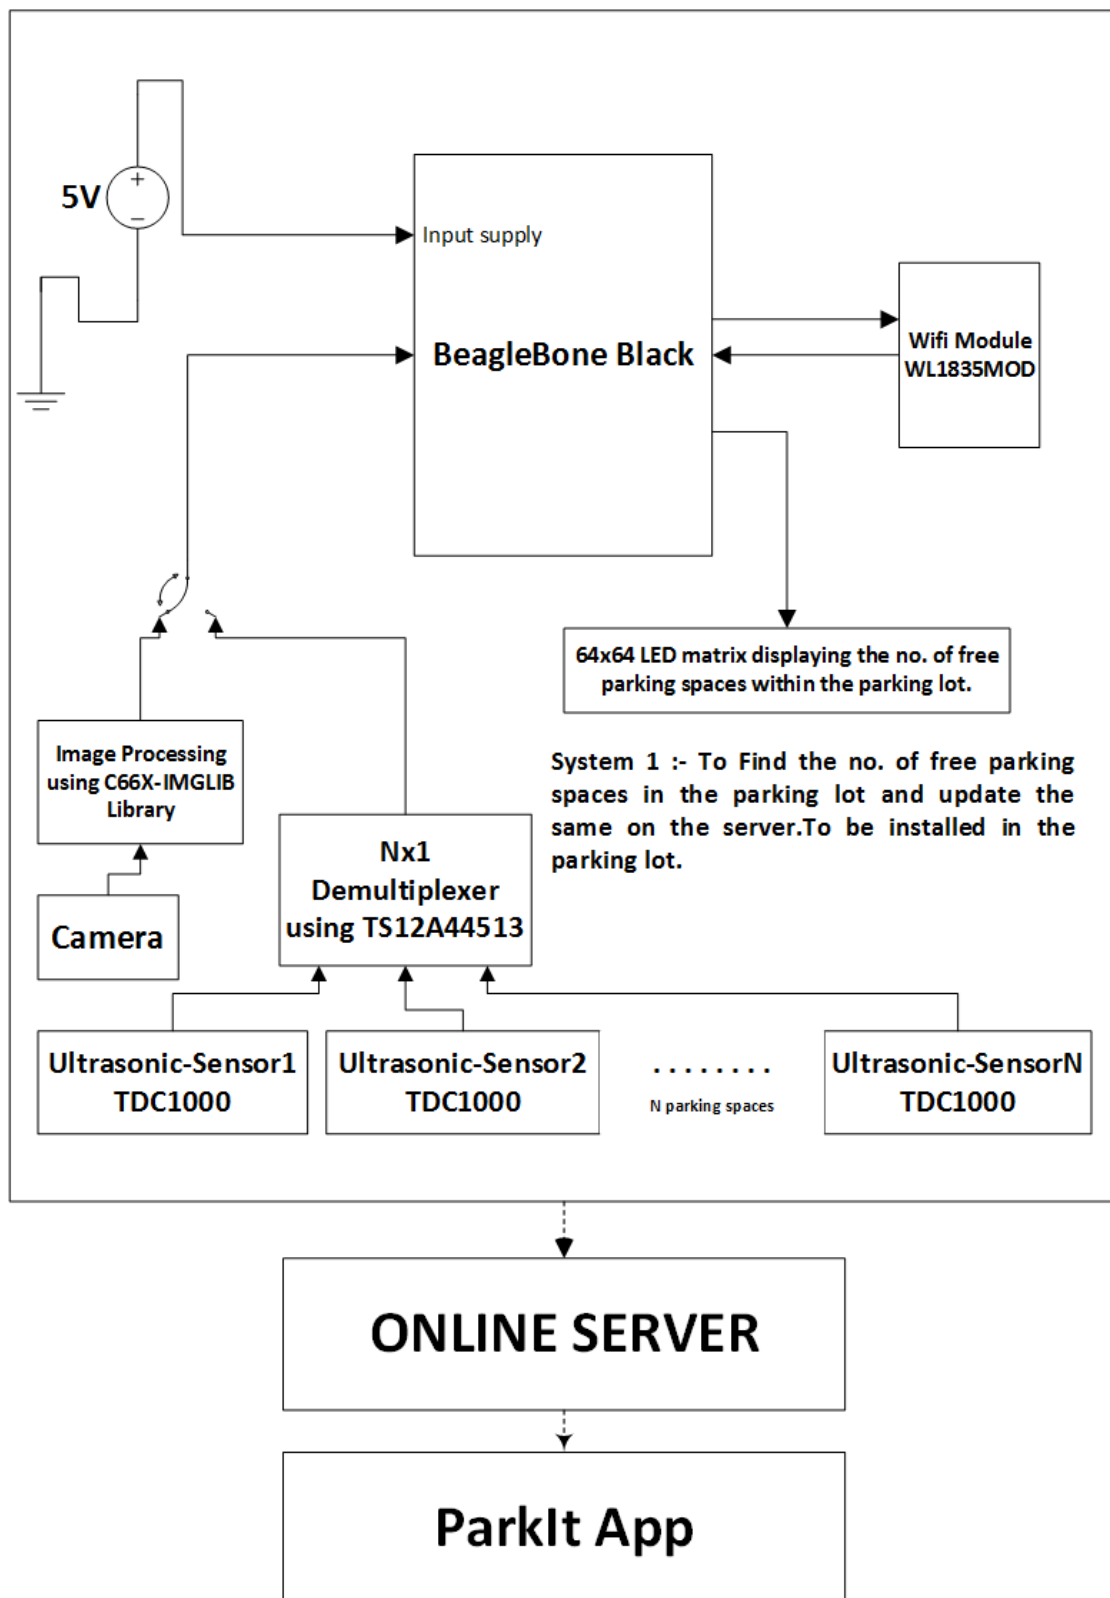 5V
+
−
Input supply
BeagleBone Black
Wifi Module
WL1835MOD
64x64 LED matrix displaying the no. of free
parking spaces within the parking lot.
Image Processing
using C66X-IMGLIB
Library
System 1 :- To Find the no. of free parking
spaces in the parking lot and update the
same on the server.To be installed in the
parking lot.
Nx1
Demultiplexer
using TS12A44513
Camera
Ultrasonic-Sensor1
TDC1000
Ultrasonic-Sensor2
TDC1000
. . . . . . . .
N parking spaces
Ultrasonic-SensorN
TDC1000
ONLINE SERVER
ParkIt App